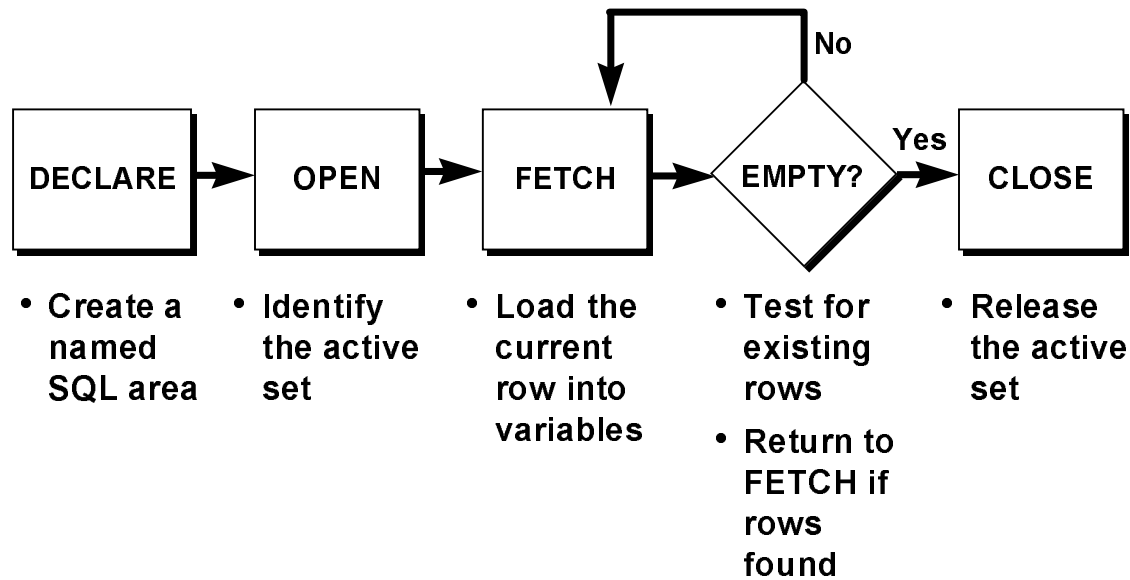 No
Yes
DECLARE
OPEN
FETCH
EMPTY?
CLOSE
• Create a
named
SQL area
• Identify
the active
set
• Load the
current
row into
variables
• Test for
existing
rows
• Return to
FETCH if
rows
found
• Release
the active
set